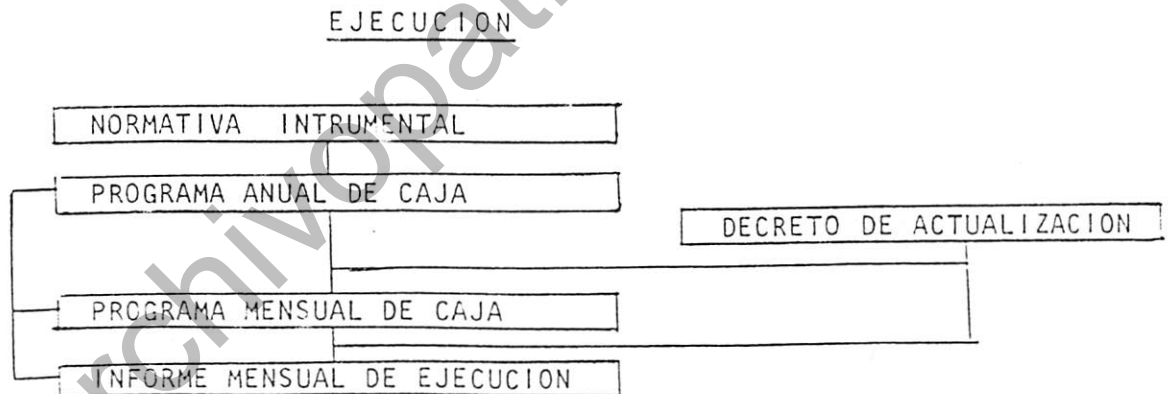 EJECUCION
NORMATIVA INTRUMENTAL
PROGRAMA ANUAL DE CAJA
DECRETO DE ACTUALIZACION
PROGRAMA MENSUAL DE CAJA
INFORME MENSUAL DE EJECUCION